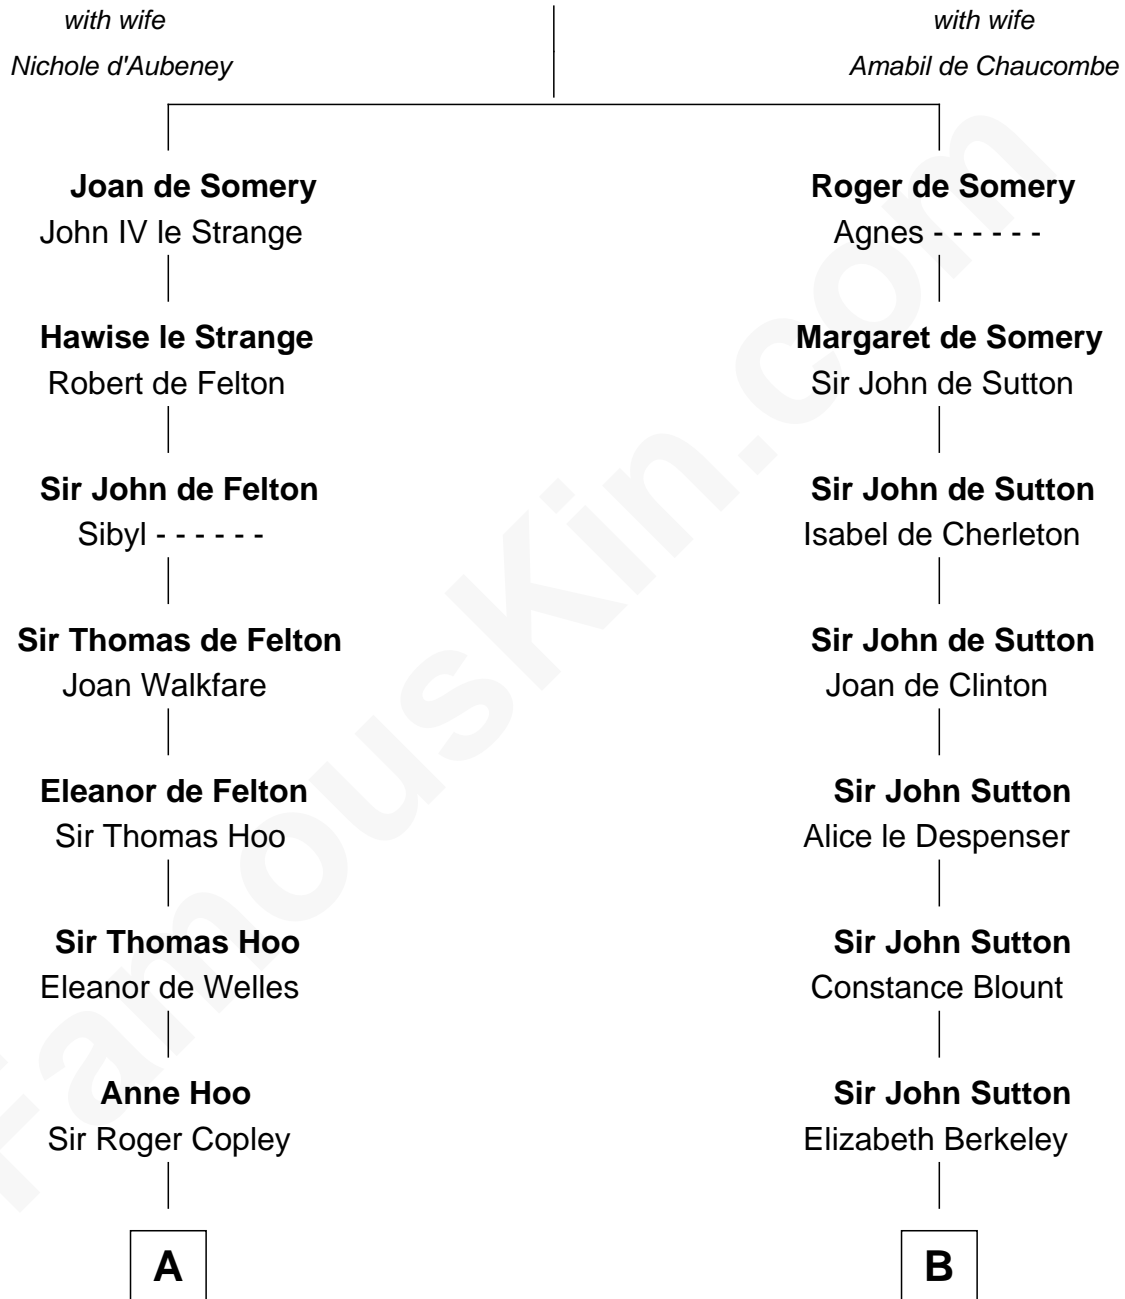 with wife
Nichole d'Aubeney
with wife
Amabil de Chaucombe
Joan de Somery
John IV le Strange
Roger de Somery
Agnes - - - - - -
Hawise le Strange
Robert de Felton
Margaret de Somery
Sir John de Sutton
Sir John de Felton
Sibyl - - - - - -
Sir John de Sutton
Isabel de Cherleton
Sir Thomas de Felton
Joan Walkfare
Sir John de Sutton
Joan de Clinton
Eleanor de Felton
Sir Thomas Hoo
Sir John Sutton
Alice le Despenser
Sir Thomas Hoo
Eleanor de Welles
Sir John Sutton
Constance Blount
Anne Hoo
Sir Roger Copley
Sir John Sutton
Elizabeth Berkeley
A
B
FamousKin.com